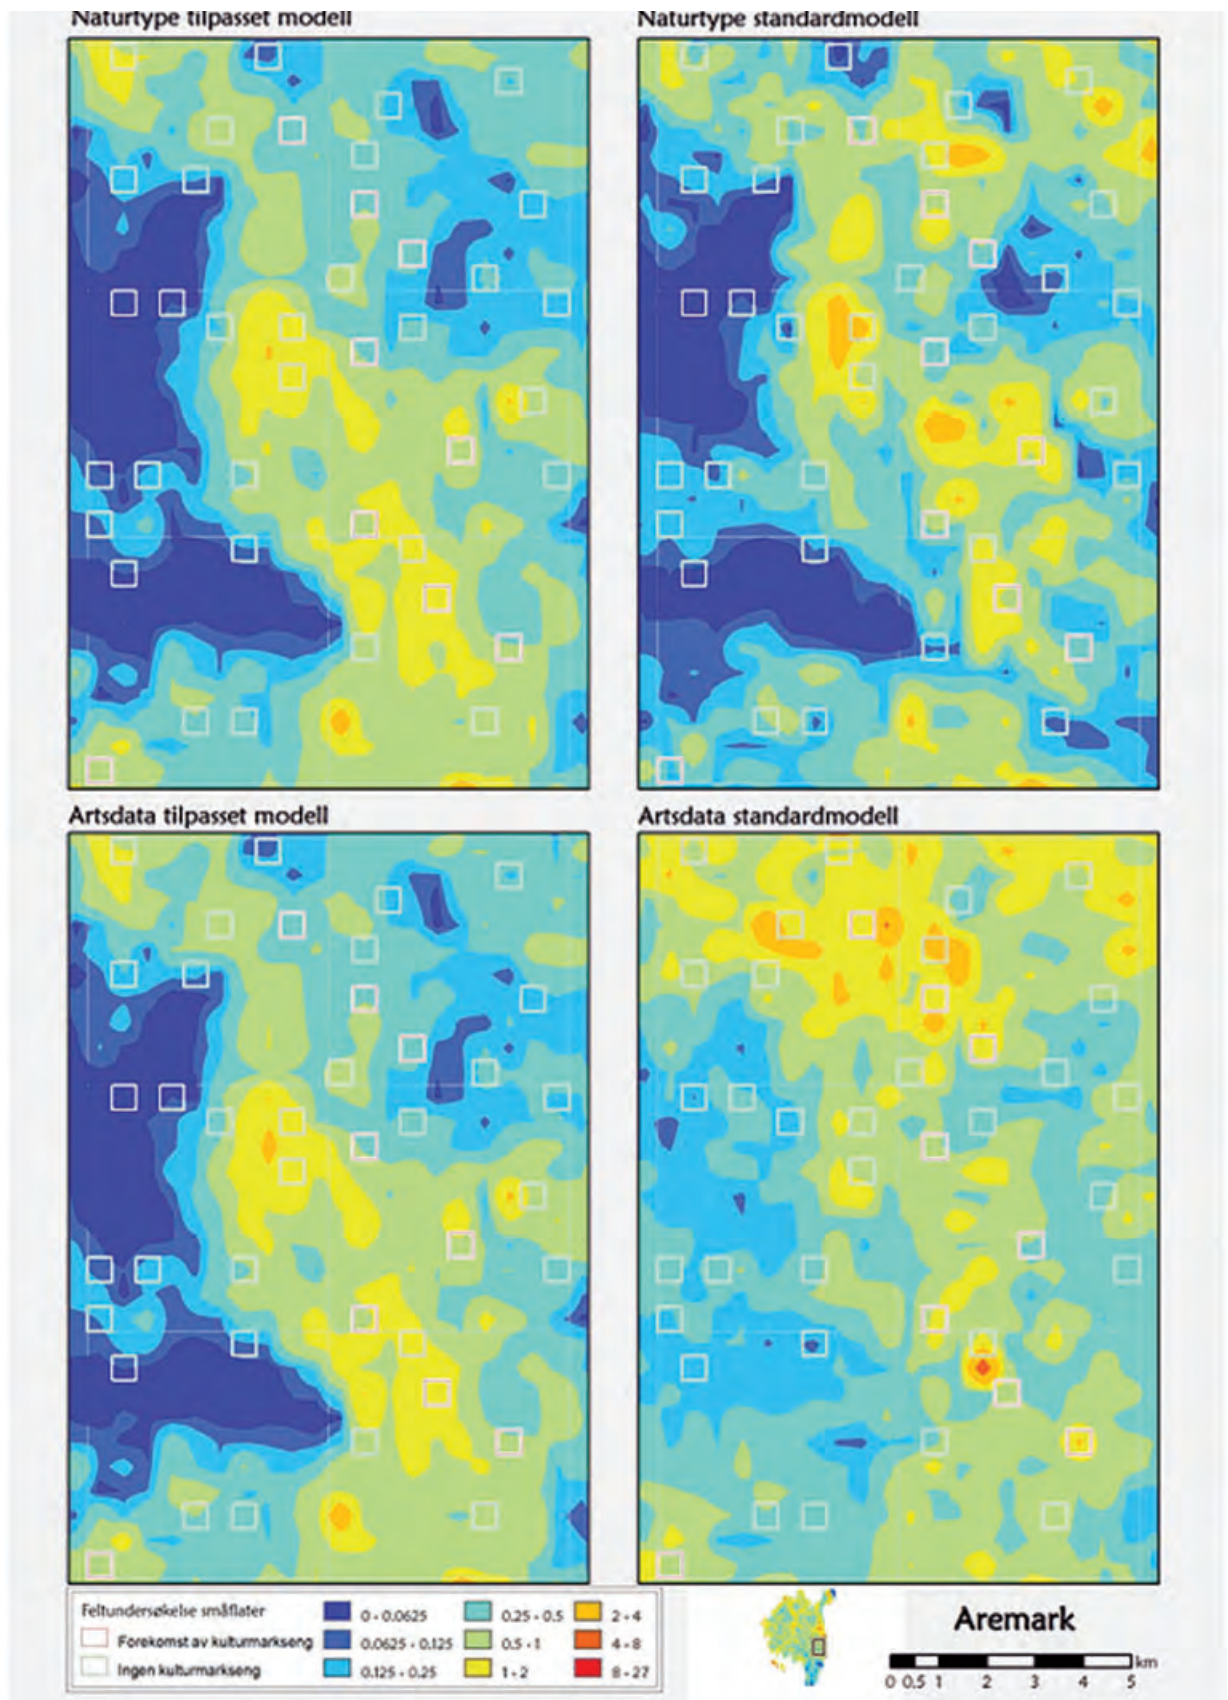 Naturtype tilpasset modell
Naturtype standardmodell
Artsdata tilpasset modell
Artsdata standardmodell
Feltundersøkelse småflater
Forekomst av kulturmarkseng
Ingen kulturmarkseng
0 - 0.0625
0.0625 - 0.125
0.125 - 0.25
0.25 - 0.5
0.5 - 1
1 - 2
2 - 4
4 - 8
8 - 27
Aremark
km
0 0.5 1 2 3 4 5